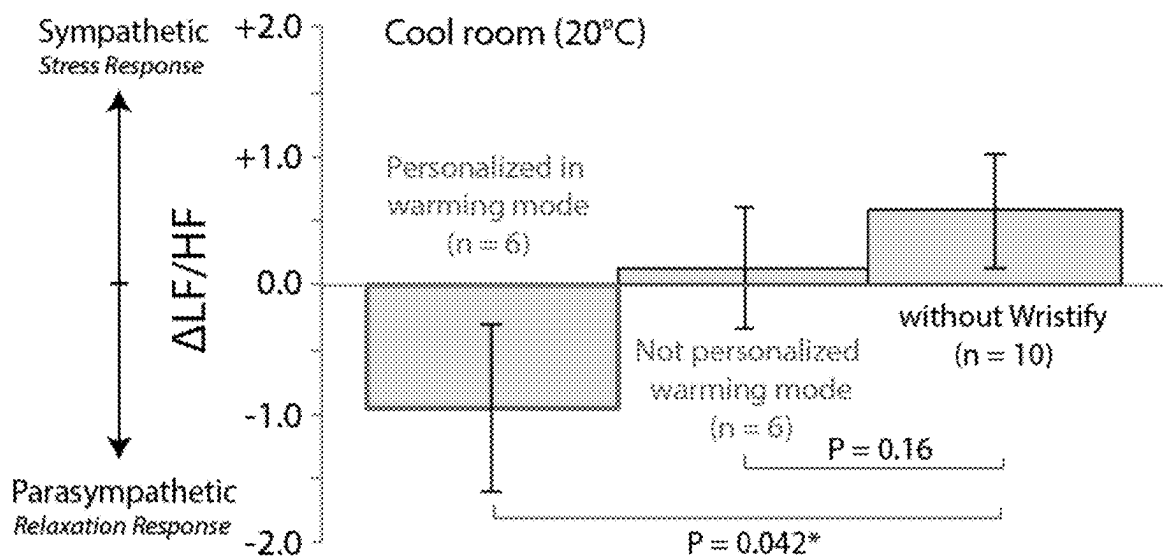 Sympathetic
Stress Response
Parasympathetic
Relaxation Response
ΔLF/HF
+2.0
+1.0
0.0
-1.0
-2.0
Cool room (20°C)
Personalized in
warming mode
(n = 6)
Not personalized
warming mode
(n = 6)
without Wristify
(n = 10)
P = 0.16
P = 0.042*